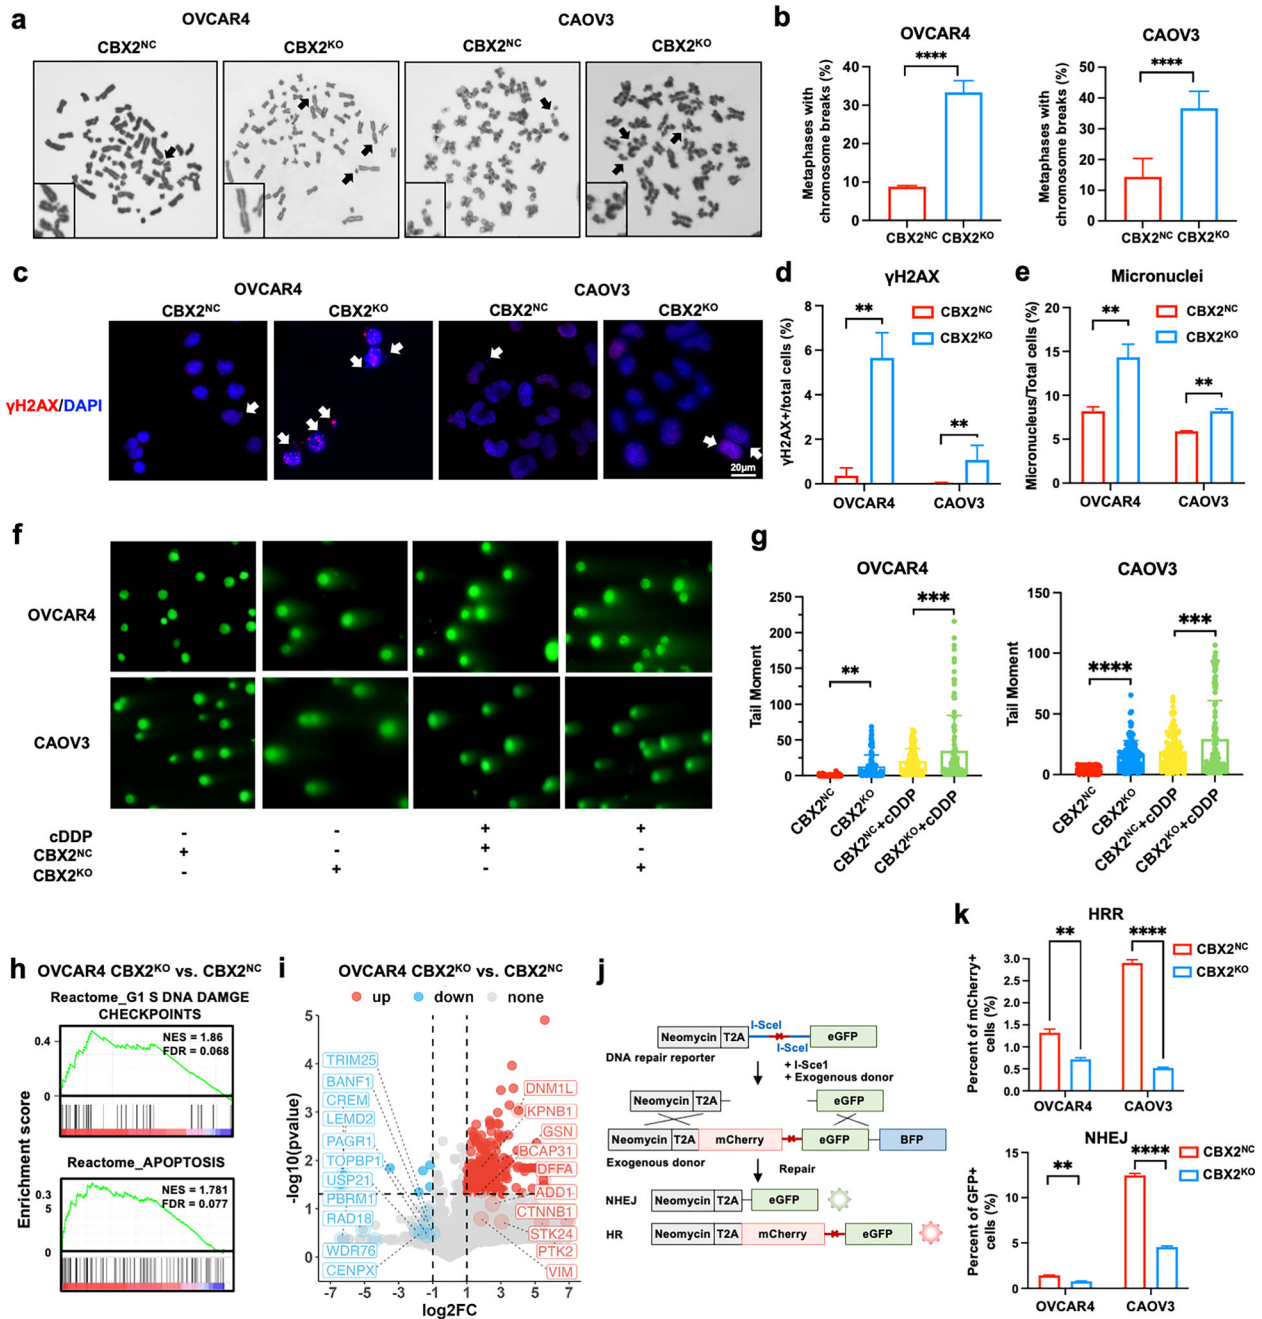 a
OVCAR4
CAOV3
CBX2NC
CBX2KO
CBX2NC
CBX2KO
b
OVCAR4
CAOV3
Metaphases with
chromosome breaks (%)
40
30
20
10
0
****
CBX2NC CBX2KO
Metaphases with
chromosome breaks (%)
50
40
30
20
10
0
****
CBX2NC CBX2KO
c
OVCAR4
CAOV3
CBX2NC
CBX2KO
CBX2NC
CBX2KO
γH2AX/DAPI
20μm
d
γH2AX
γH2AX+/total cells (%)
8
6
4
2
0
**
**
CBX2NC
CBX2KO
OVCAR4
CAOV3
e
Micronuclei
Micronucleus/Total cells (%)
20
15
10
5
0
**
**
CBX2NC
CBX2KO
OVCAR4
CAOV3
f
OVCAR4
CAOV3
cDDP - - + +
CBX2NC + - + -
CBX2KO - + - +
g
OVCAR4
Tail Moment
250
200
150
100
50
0
**
***
CBX2NC
CBX2KO
CBX2NC+cDDP
CBX2KO+cDDP
CAOV3
Tail Moment
150
100
50
0
****
***
CBX2NC
CBX2KO
CBX2NC+cDDP
CBX2KO+cDDP
h
OVCAR4 CBX2KO vs. CBX2NC
Reactome_G1 S DNA DAMGE
CHECKPOINTS
NES = 1.86
FDR = 0.068
0.4
0
Enrichment score
Reactome_APOPTOSIS
NES = 1.781
FDR = 0.077
0.3
5
0
i
OVCAR4 CBX2KO vs. CBX2NC
up
down
none
-log10(pvalue)
5
4
3
2
1
0
TRIM25
BANF1
CREM
LEMD2
PAGR1
TOPBP1
USP21
PBRM1
RAD18
WDR76
CENPX
DNM1L
KPNB1
GSN
BCAP31
DFFA
ADD1
CTNNB1
STK24
PTK2
VIM
-7 -5 -3 -1 1 3 5 7
log2FC
j
I-SceI
Neomycin T2A eGFP
I-SceI
DNA repair reporter
+ I-Sce1
+ Exogenous donor
Neomycin T2A eGFP
Neomycin T2A mCherry eGFP BFP
Exogenous donor
Repair
NHEJ Neomycin T2A eGFP
HR Neomycin T2A mCherry eGFP
k
HRR
Percent of mCherry+
cells (%)
3.0
2.5
2.0
1.5
1.0
0.5
0.0
**
****
CBX2NC
CBX2KO
OVCAR4
CAOV3
NHEJ
Percent of GFP+
cells (%)
15
10
5
0
**
****
CBX2NC
CBX2KO
OVCAR4
CAOV3